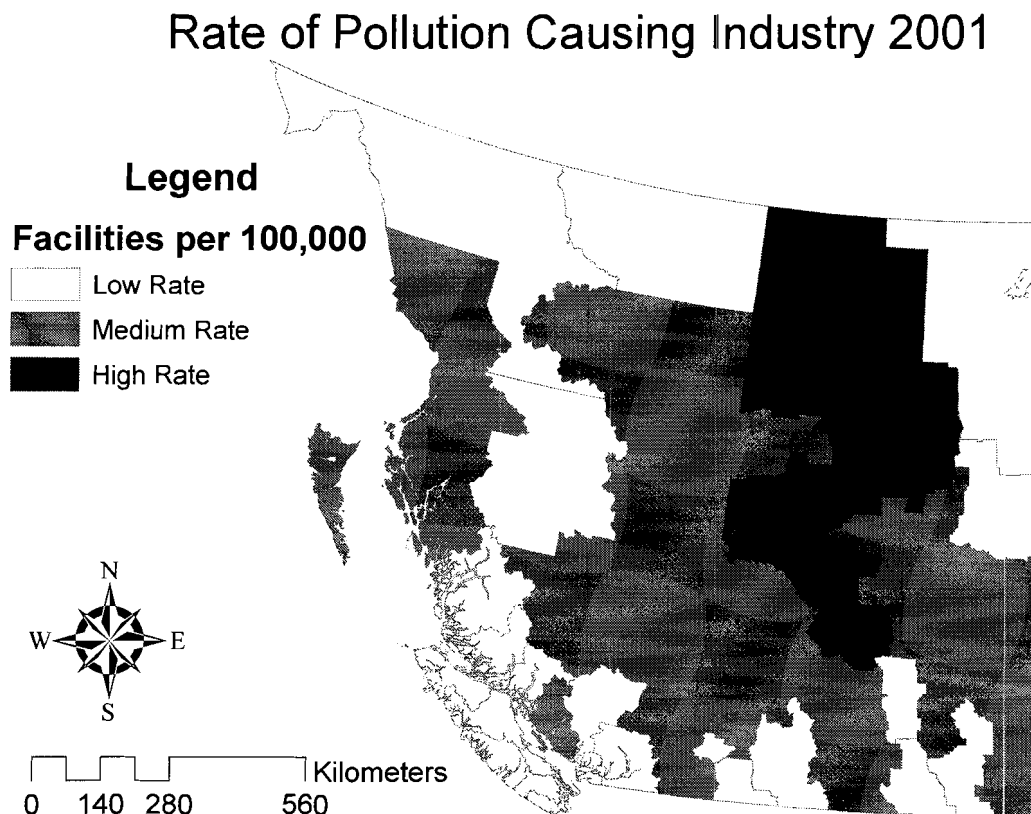 Rate of Pollution Causing Industry 2001
Legend
Facilities per 100,000
Low Rate
Medium Rate
High Rate
N
W E
S
Kilometers
0 140 280 560